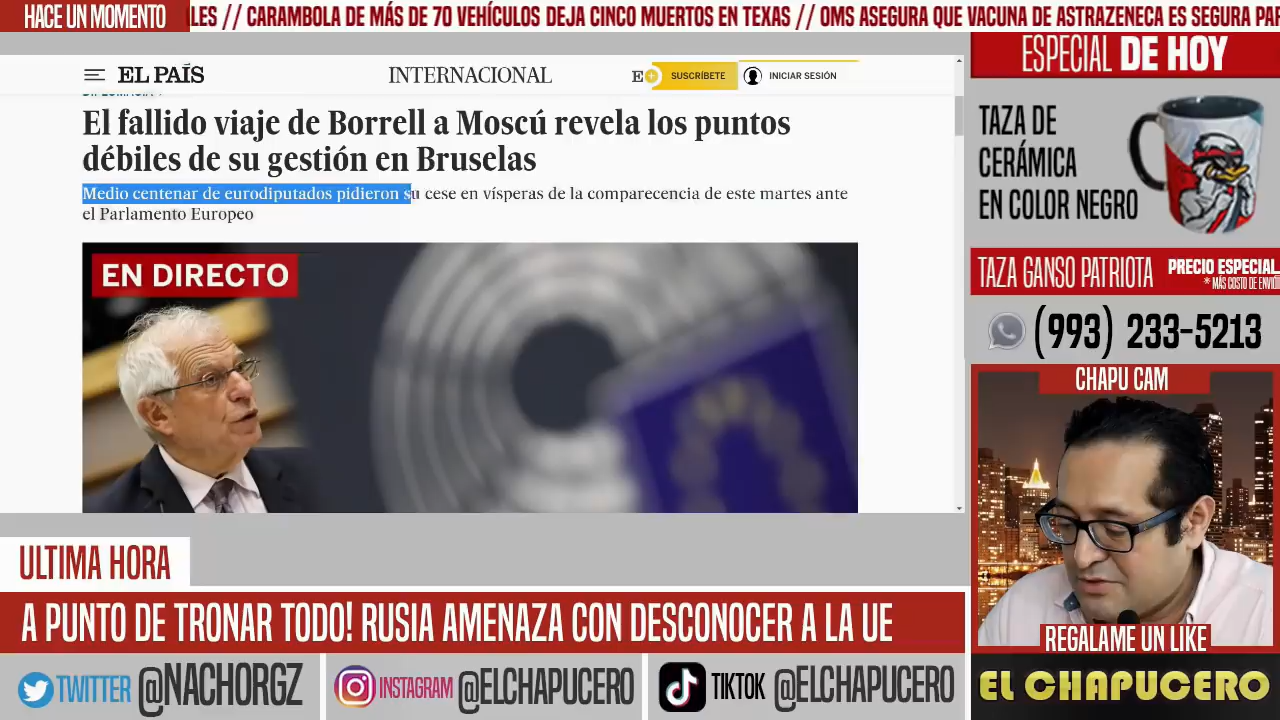 HACE UN MOMENTO
LES // CARAMBOLA DE MÁS DE 70 VEHÍCULOS DEJA CINCO MUERTOS EN TEXAS // OMS ASEGURA QUE VACUNA DE ASTRAZENECA ES SEGURA PAR
EL PAÍS
INTERNACIONAL
E+
SUSCRÍBETE
INICIAR SESIÓN
El fallido viaje de Borrell a Moscú revela los puntos
débiles de su gestión en Bruselas
Medio centenar de eurodiputados pidieron su cese en vísperas de la comparecencia de este martes ante
el Parlamento Europeo
EN DIRECTO
ESPECIAL DE HOY
TAZA DE
CERÁMICA
EN COLOR NEGRO
TAZA GANSO PATRIOTA
PRECIO ESPECIAL
* MÁS COSTO DE ENVÍO
(993) 233-5213
CHAPU CAM
REGALAME UN LIKE
ULTIMA HORA
A PUNTO DE TRONAR TODO! RUSIA AMENAZA CON DESCONOCER A LA UE
TWITTER @NACHORGZ
INSTAGRAM @ELCHAPUCERO
TIKTOK @ELCHAPUCERO
EL CHAPUCERO